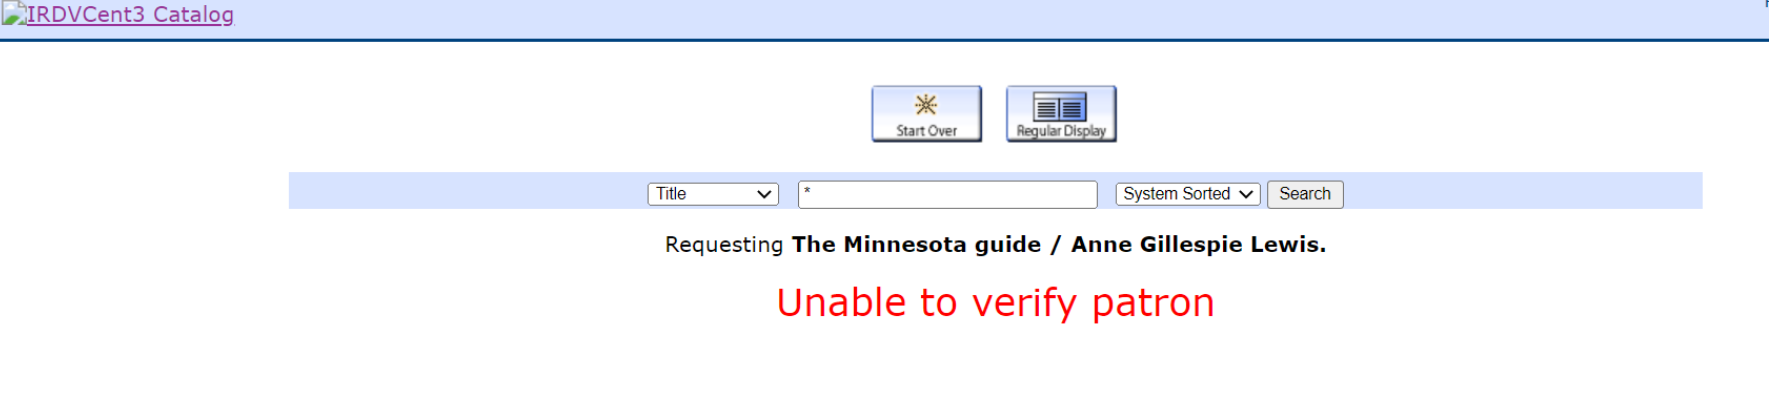 IRDVCent3 Catalog
Start Over
Regular Display
Title * System Sorted Search
Requesting The Minnesota guide / Anne Gillespie Lewis.
Unable to verify patron